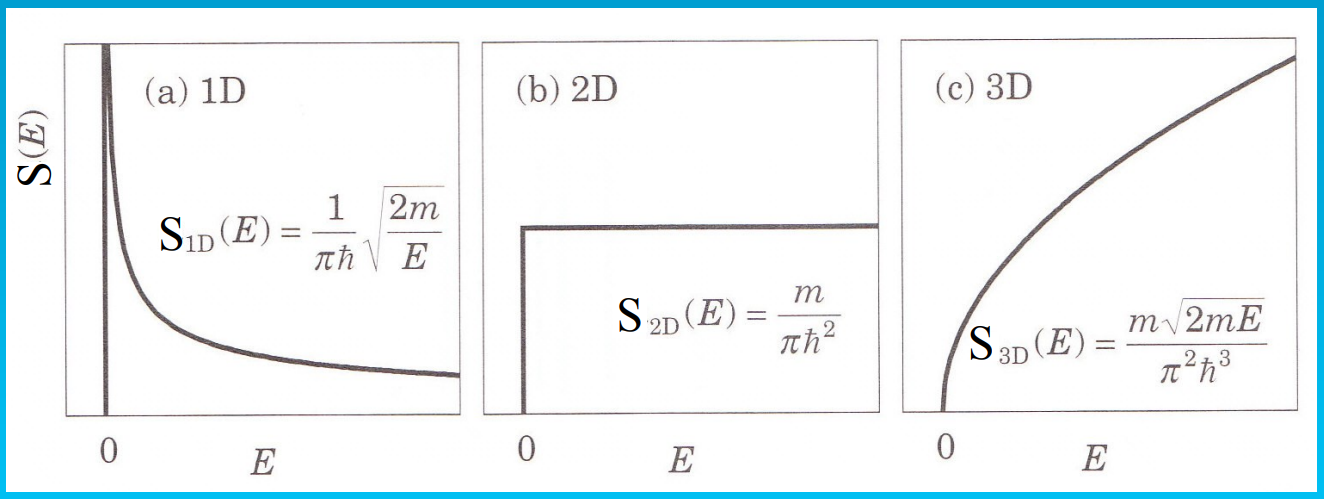 S(E)
(a) 1D
S₁D(E) = 1/πħ √2m/E
0
E
(b) 2D
S₂D(E) = m/πħ²
0
E
(c) 3D
S₃D(E) = m√2mE/π²ħ³
0
E